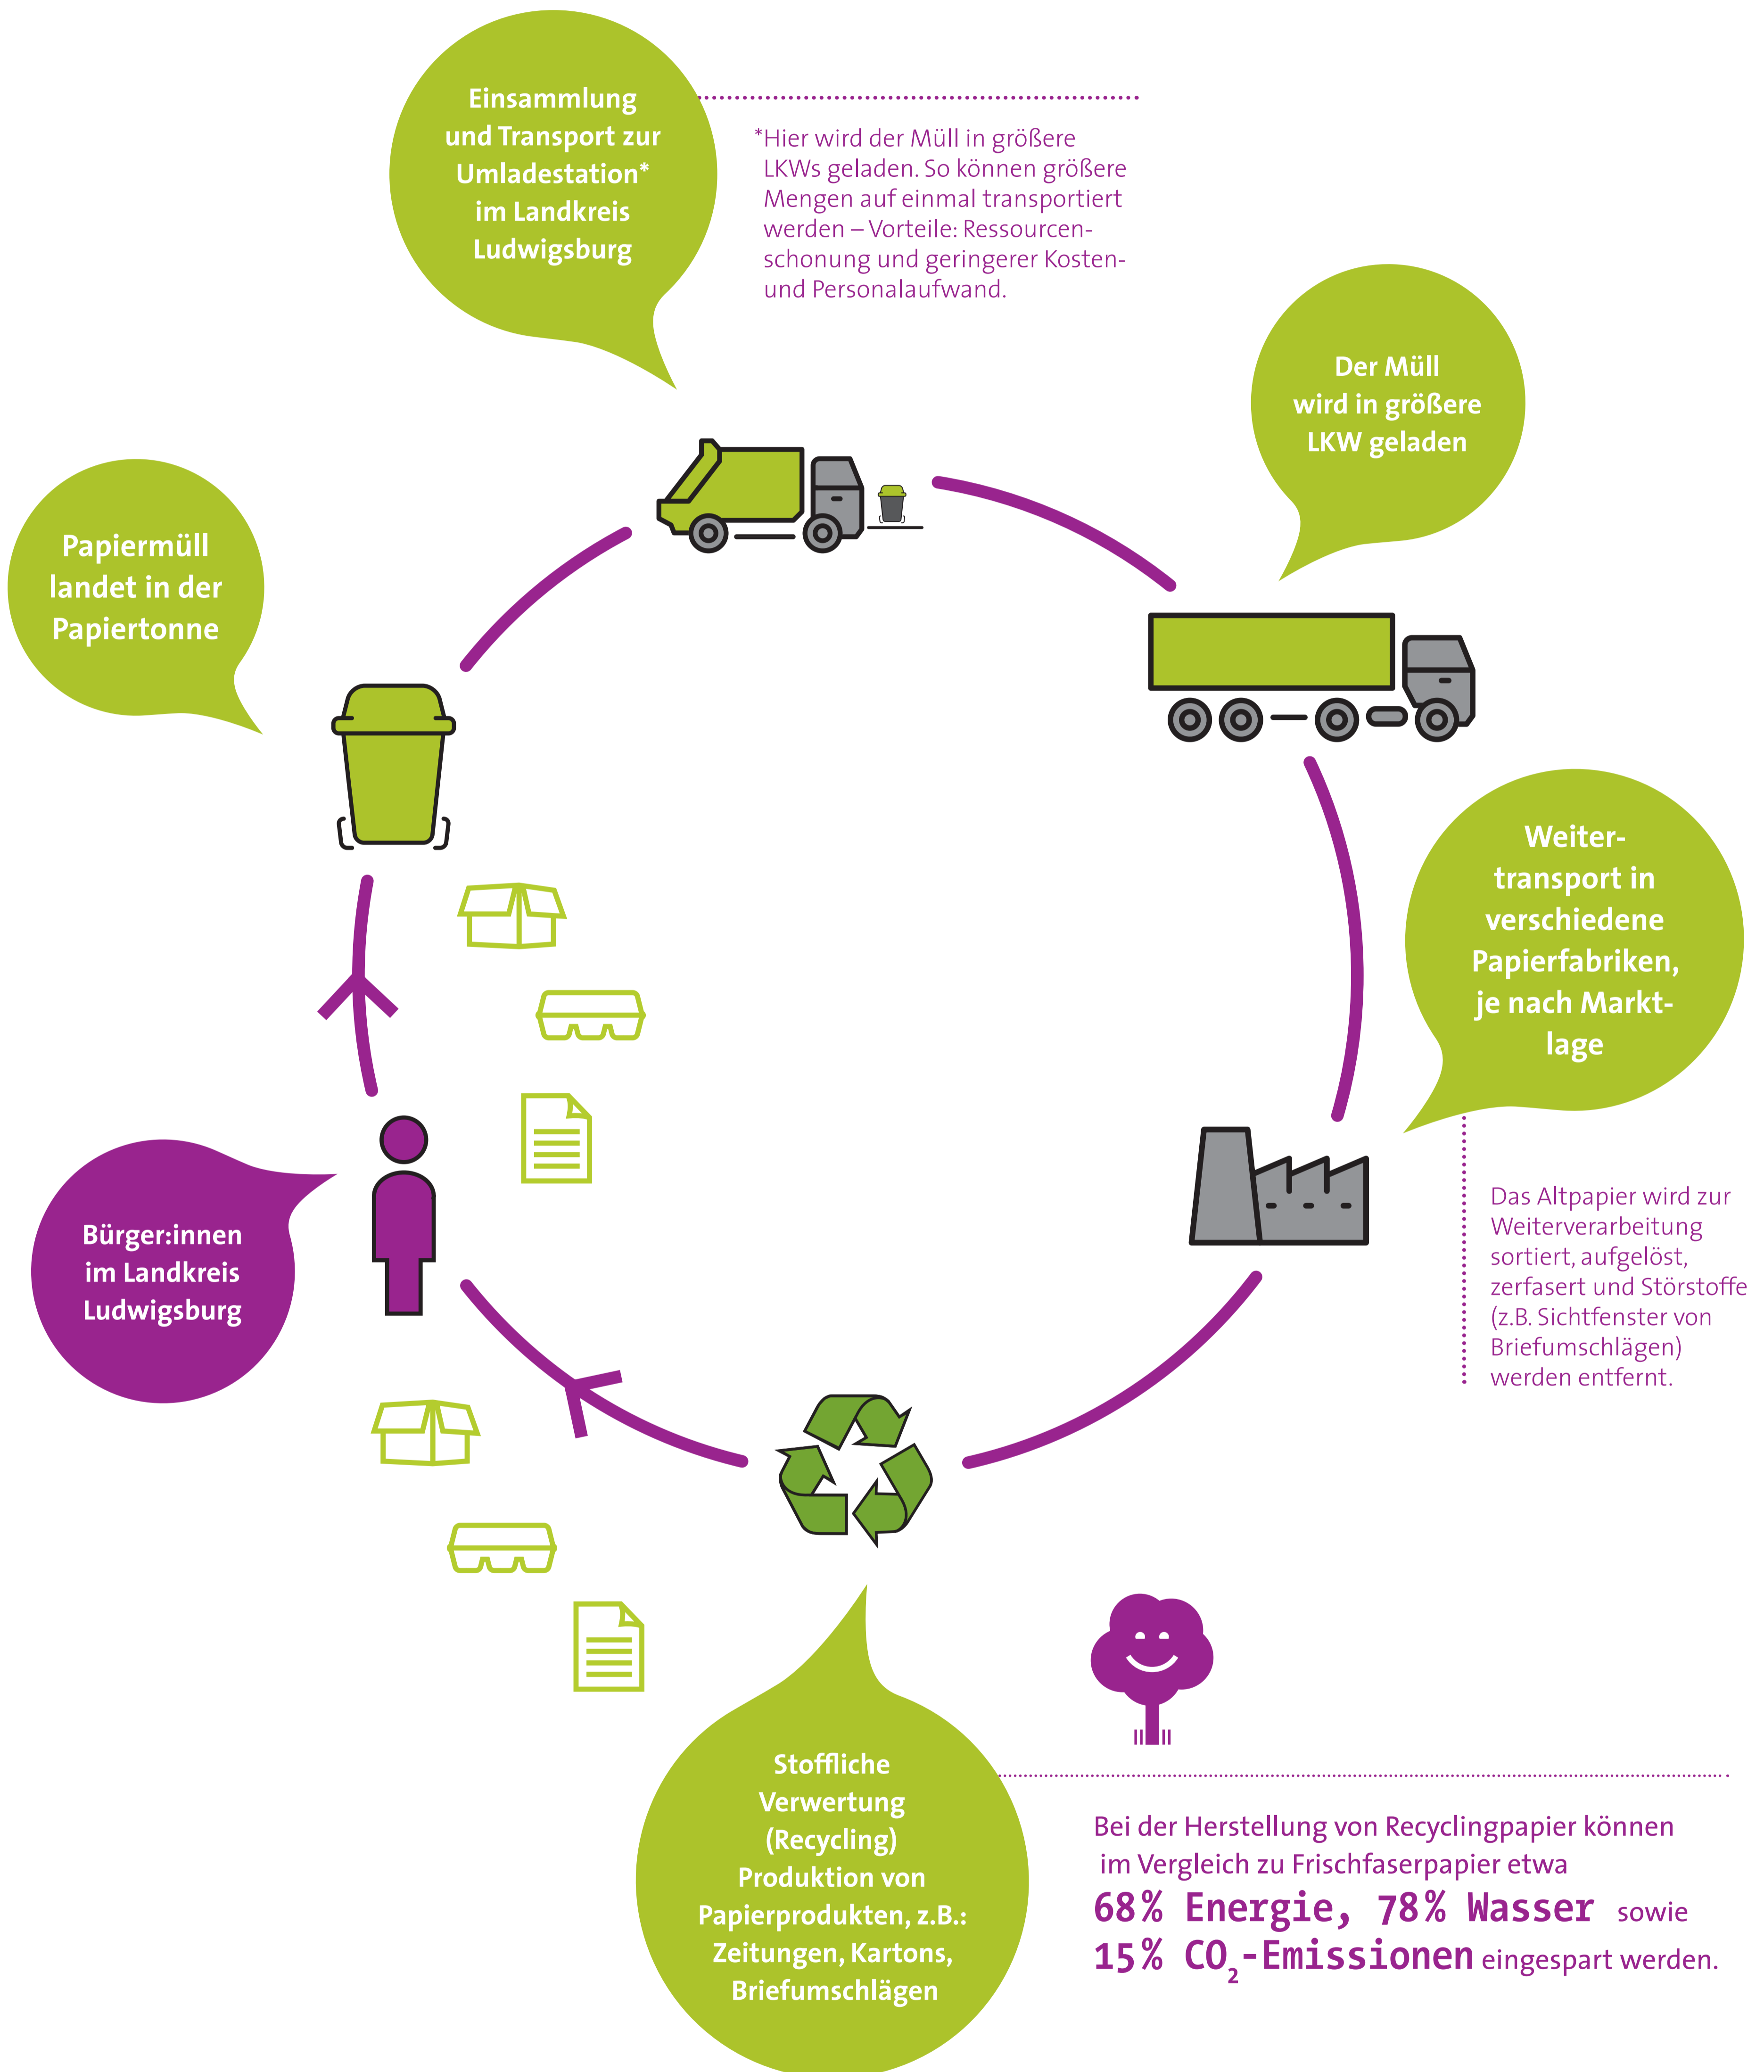 Einsammlung
und Transport zur
Umladestation*
im Landkreis
Ludwigsburg
*Hier wird der Müll in größere
LKWs geladen. So können größere
Mengen auf einmal transportiert
werden – Vorteile: Ressourcen-
schonung und geringerer Kosten-
und Personalaufwand.
Der Müll
wird in größere
LKW geladen
Papiermüll
landet in der
Papiertonne
Weiter-
transport in
verschiedene
Papierfabriken,
je nach Markt-
lage
Das Altpapier wird zur
Weiterverarbeitung
sortiert, aufgelöst,
zerfasert und Störstoffe
(z.B. Sichtfenster von
Briefumschlägen)
werden entfernt.
Bürger:innen
im Landkreis
Ludwigsburg
Stoffliche
Verwertung
(Recycling)
Produktion von
Papierprodukten, z.B.:
Zeitungen, Kartons,
Briefumschlägen
Bei der Herstellung von Recyclingpapier können
im Vergleich zu Frischfaserpapier etwa
68% Energie, 78% Wasser sowie
15% CO₂-Emissionen eingespart werden.